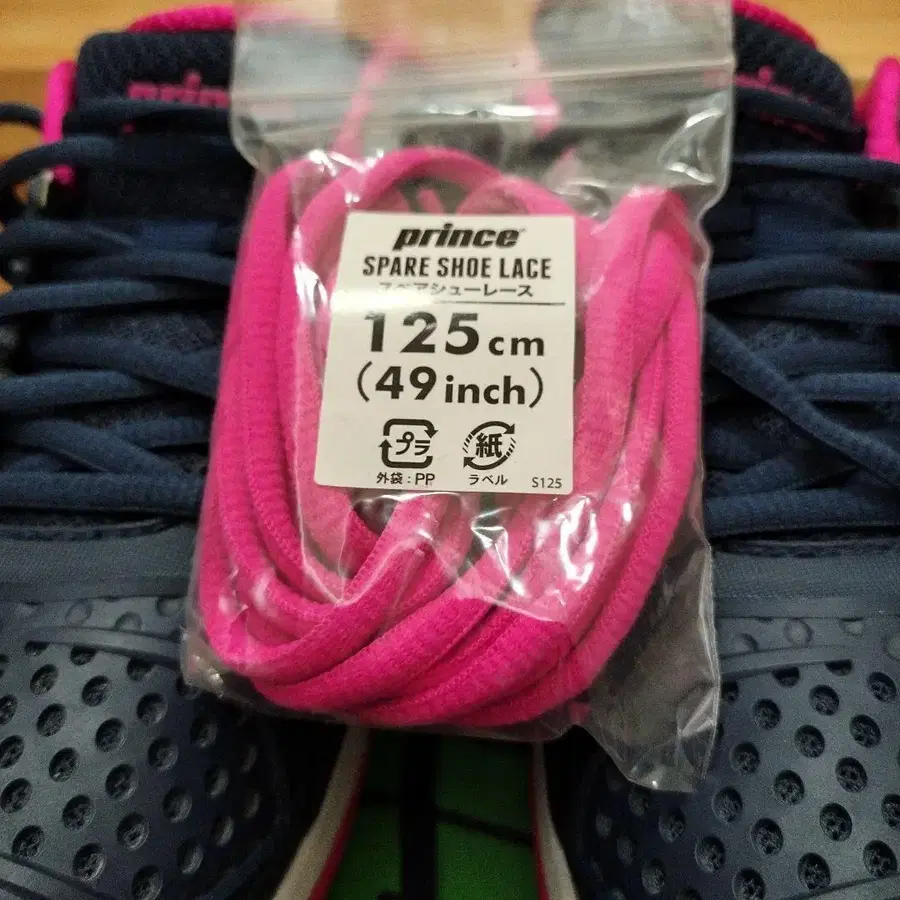 prince
prince
SPARE SHOE LACE
スペアシューレース
125cm
(49inch)
プラ
紙
外袋:PP
ラベル
S125